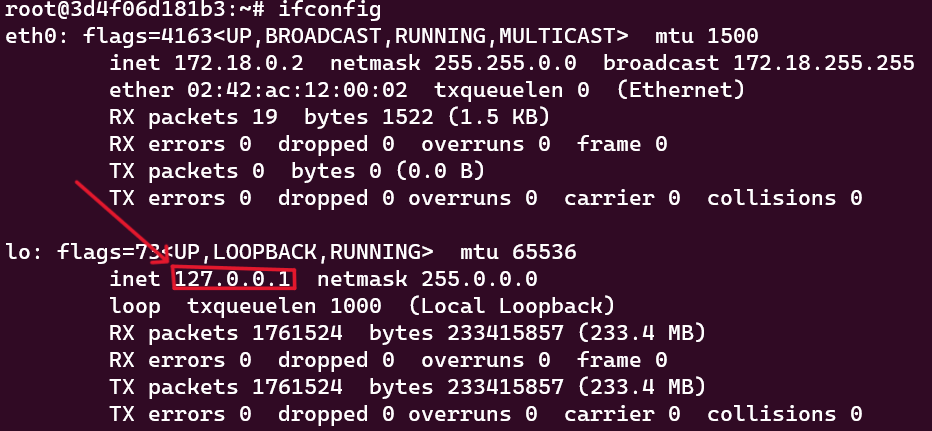 root@3d4f06d181b3:~# ifconfig
eth0: flags=4163<UP,BROADCAST,RUNNING,MULTICAST>  mtu 1500
        inet 172.18.0.2  netmask 255.255.0.0  broadcast 172.18.255.255
        ether 02:42:ac:12:00:02  txqueuelen 0  (Ethernet)
        RX packets 19  bytes 1522 (1.5 KB)
        RX errors 0  dropped 0  overruns 0  frame 0
        TX packets 0  bytes 0 (0.0 B)
        TX errors 0  dropped 0 overruns 0  carrier 0  collisions 0

lo: flags=73<UP,LOOPBACK,RUNNING>  mtu 65536
        inet 127.0.0.1  netmask 255.0.0.0
        loop  txqueuelen 1000  (Local Loopback)
        RX packets 1761524  bytes 233415857 (233.4 MB)
        RX errors 0  dropped 0  overruns 0  frame 0
        TX packets 1761524  bytes 233415857 (233.4 MB)
        TX errors 0  dropped 0 overruns 0  carrier 0  collisions 0